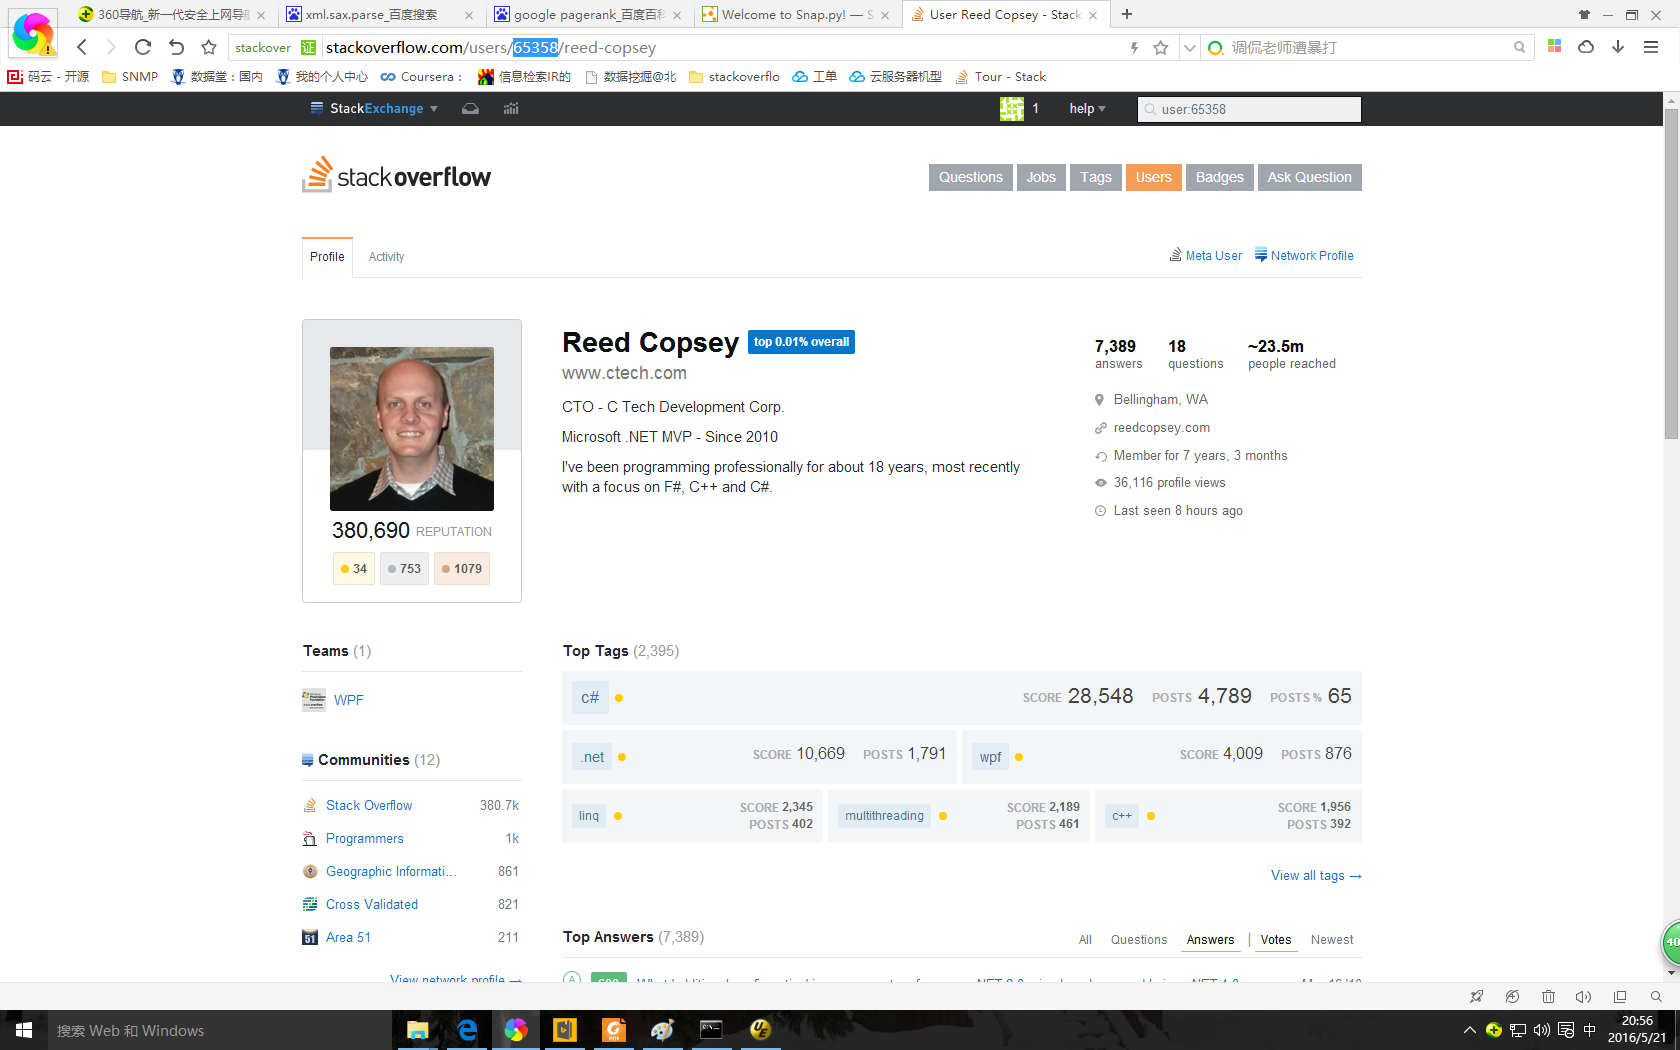 360导航_新一代安全上网导航
xml.sax.parse_百度搜索
google pagerank_百度百科
Welcome to Snap.py! — S
User Reed Copsey - Stack
stackover 证 stackoverflow.com/users/65358/reed-copsey
调侃老师遭暴打
码云 - 开源 SNMP 数据堂：国内 我的个人中心 Coursera： 信息检索IR的 数据挖掘@北 stackoverflo 工单 云服务器机型 Tour - Stack
StackExchange 1 help user:65358
stackoverflow
Questions Jobs Tags Users Badges Ask Question
Profile Activity Meta User Network Profile
Reed Copsey top 0.01% overall
www.ctech.com
CTO - C Tech Development Corp.
Microsoft .NET MVP - Since 2010
I've been programming professionally for about 18 years, most recently
with a focus on F#, C++ and C#.
7,389 18 ~23.5m
answers questions people reached
Bellingham, WA
reedcopsey.com
Member for 7 years, 3 months
36,116 profile views
Last seen 8 hours ago
380,690 REPUTATION
34 753 1079
Teams (1)
WPF
Communities (12)
Stack Overflow 380.7k
Programmers 1k
Geographic Informati... 861
Cross Validated 821
51 Area 51 211
View network profile →
Top Tags (2,395)
c# SCORE 28,548 POSTS 4,789 POSTS % 65
.net SCORE 10,669 POSTS 1,791
wpf SCORE 4,009 POSTS 876
linq SCORE 2,345
POSTS 402
multithreading SCORE 2,189
POSTS 461
c++ SCORE 1,956
POSTS 392
View all tags →
Top Answers (7,389) All Questions Answers | Votes Newest
40
搜索 Web 和 Windows
中
20:56
2016/5/21